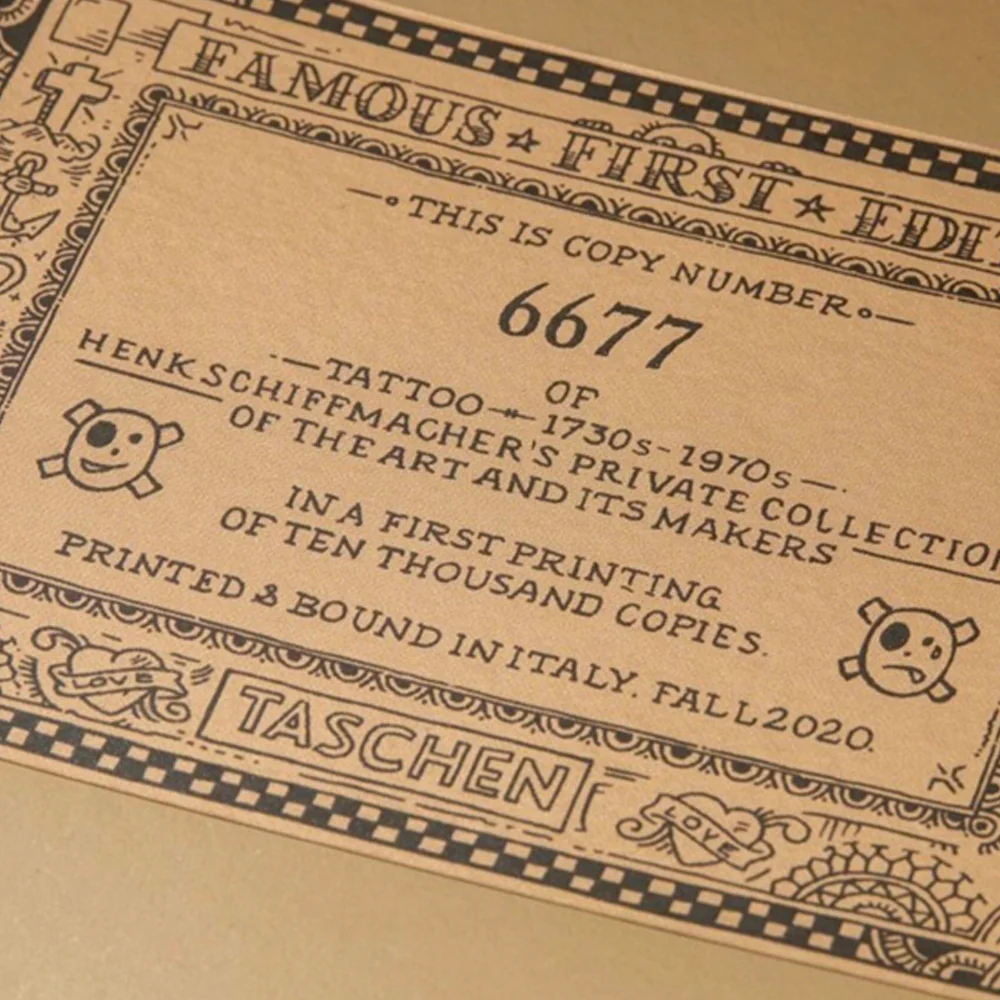 FAMOUS ★ FIRST ★ EDI
THIS IS COPY NUMBER
6677
OF
TATTOO 1730s-1970s
HENK SCHIFFMACHER'S PRIVATE COLLECTION
OF THE ART AND ITS MAKERS
IN A FIRST PRINTING
OF TEN THOUSAND COPIES.
PRINTED & BOUND IN ITALY. FALL 2020.
LOVE
TASCHEN
LOVE